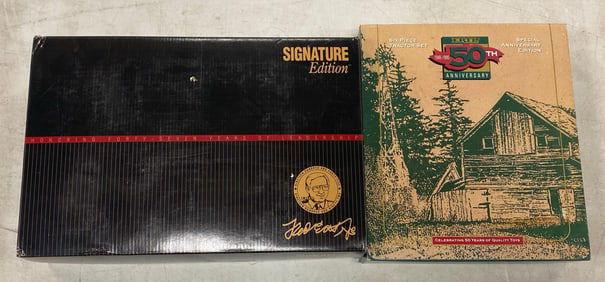 SIGNATURE
Edition
HONORING FORTY-SEVEN YEARS OF LEADERSHIP
SIX-PIECE
TRACTOR SET
ERTL
50TH
ANNIVERSARY
SPECIAL
ANNIVERSARY
EDITION
CELEBRATING 50 YEARS OF QUALITY TOYS